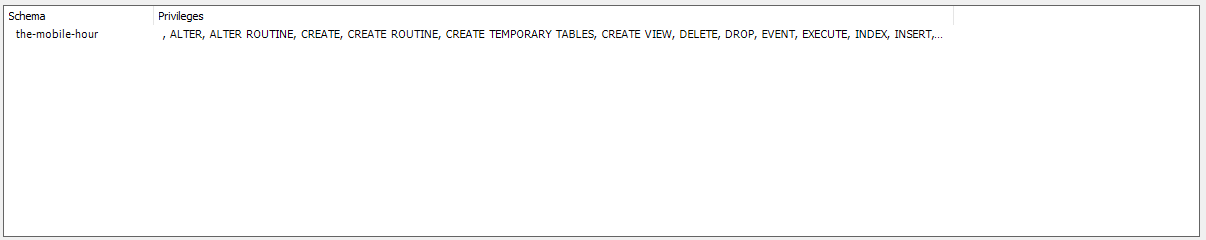 Schema Privileges
the-mobile-hour , ALTER, ALTER ROUTINE, CREATE, CREATE ROUTINE, CREATE TEMPORARY TABLES, CREATE VIEW, DELETE, DROP, EVENT, EXECUTE, INDEX, INSERT,...